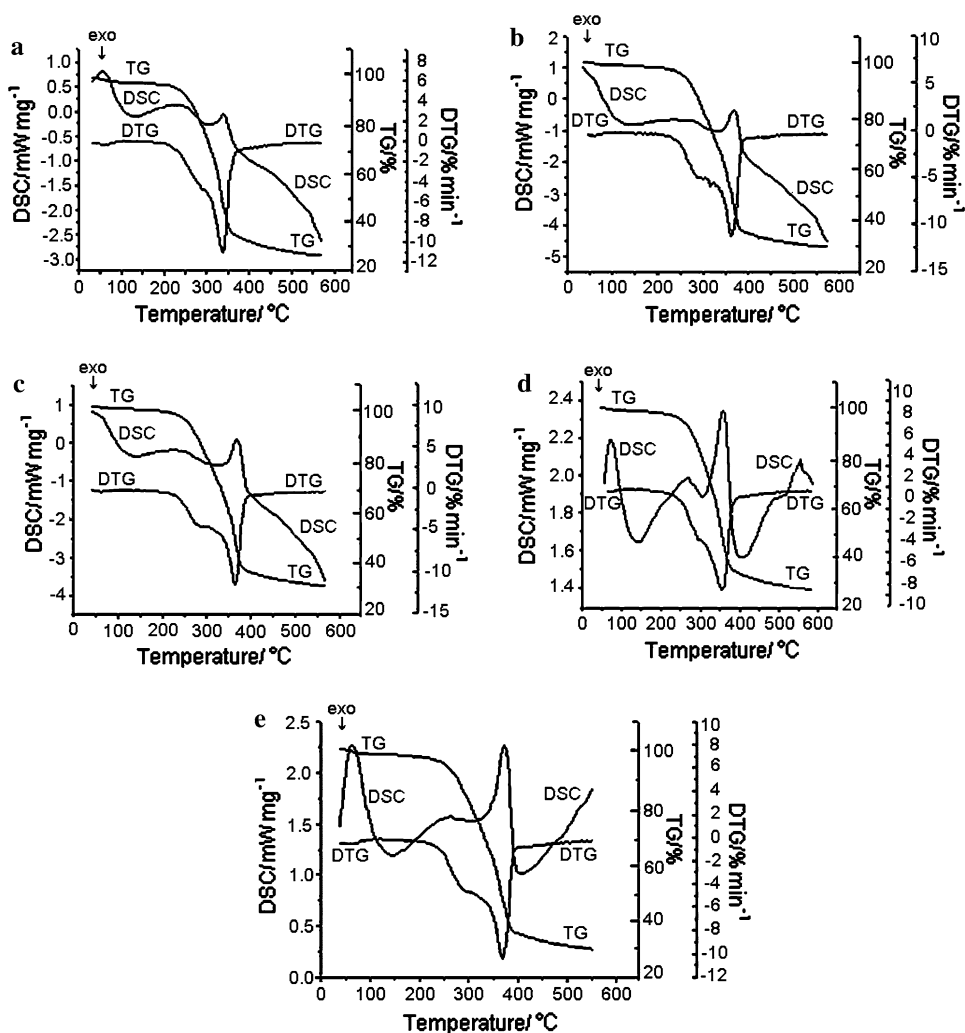 a
exo
↓
DSC/mW mg⁻¹
1.0
0.5
0.0
-0.5
-1.0
-1.5
-2.0
-2.5
-3.0
TG
DSC
DTG
DTG
DSC
TG
100
80
60
40
20
TG/%
8
6
4
2
0
-2
-4
-6
-8
-10
-12
DTG/% min⁻¹
0 100 200 300 400 500 600
Temperature/ °C
b
exo
↓
DSC/mW mg⁻¹
2
1
0
-1
-2
-3
-4
-5
TG
DSC
DTG
DTG
DSC
TG
100
80
60
40
20
TG/%
10
5
0
-5
-10
-15
DTG/% min⁻¹
0 100 200 300 400 500 600
Temperature/ °C
c
exo
↓
DSC/mW mg⁻¹
1
0
-1
-2
-3
-4
TG
DSC
DTG
DTG
DSC
TG
100
80
60
40
20
TG/%
10
5
0
-5
-10
-15
DTG/% min⁻¹
0 100 200 300 400 500 600
Temperature/ °C
d
exo
↓
DSC/mW mg⁻¹
2.4
2.2
2.0
1.8
1.6
1.4
TG
DSC
DSC
DTG
DTG
TG
100
80
60
40
20
TG/%
10
8
6
4
2
0
-2
-4
-6
-8
-10
DTG/% min⁻¹
0 100 200 300 400 500 600
Temperature/ °C
e
exo
↓
DSC/mW mg⁻¹
2.5
2.0
1.5
1.0
0.5
0.0
TG
DSC
DSC
DTG
DTG
TG
100
80
60
40
20
TG/%
10
8
6
4
2
0
-2
-4
-6
-8
-10
-12
DTG/% min⁻¹
0 100 200 300 400 500 600
Temperature/ °C